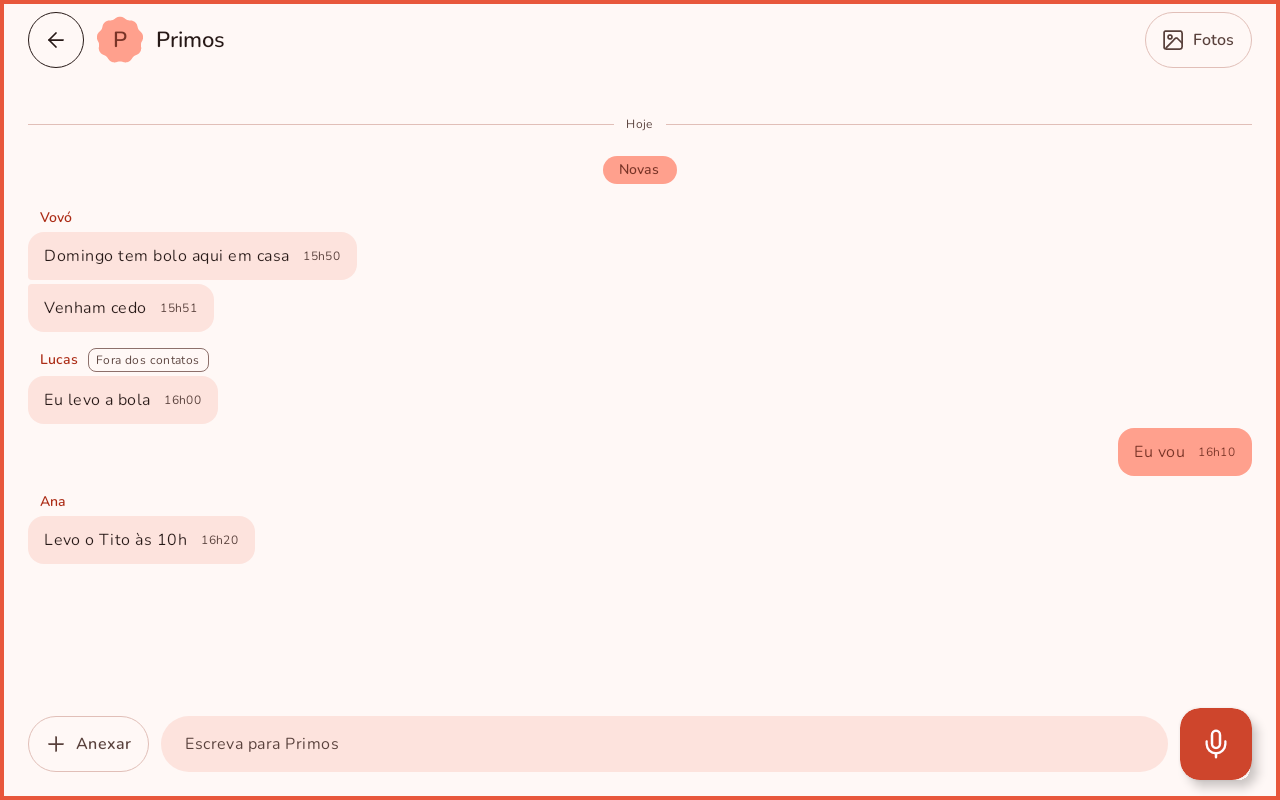 P Primos
Fotos
Hoje
Novas
Vovó
Domingo tem bolo aqui em casa 15h50
Venham cedo 15h51
Lucas Fora dos contatos
Eu levo a bola 16h00
Eu vou 16h10
Ana
Levo o Tito às 10h 16h20
Anexar
Escreva para Primos